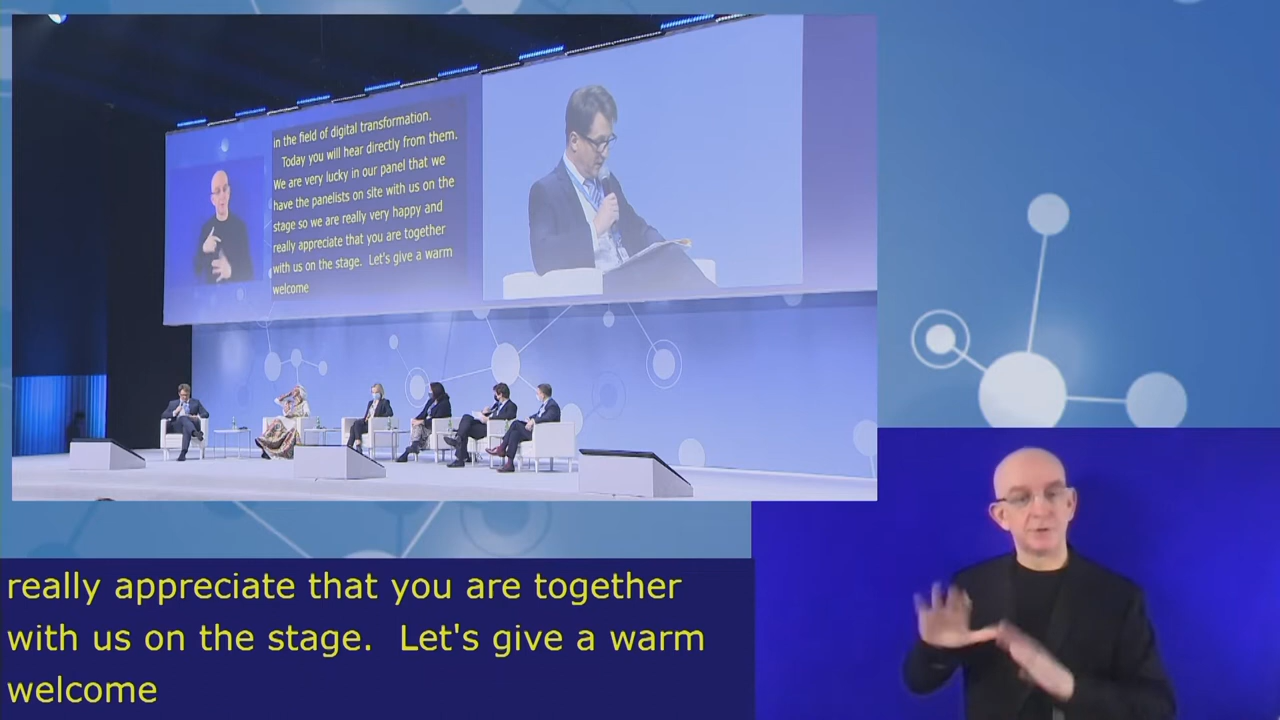 in the field of digital transformation.
Today you will hear directly from them.
We are very lucky in our panel that we
have the panelists on site with us on the
stage so we are really very happy and
really appreciate that you are together
with us on the stage.  Let's give a warm
welcome
really appreciate that you are together
with us on the stage.  Let's give a warm
welcome